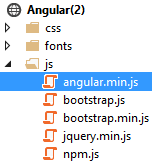 Angular(2)
css
fonts
js
angular.min.js
bootstrap.js
bootstrap.min.js
jquery.min.js
npm.js